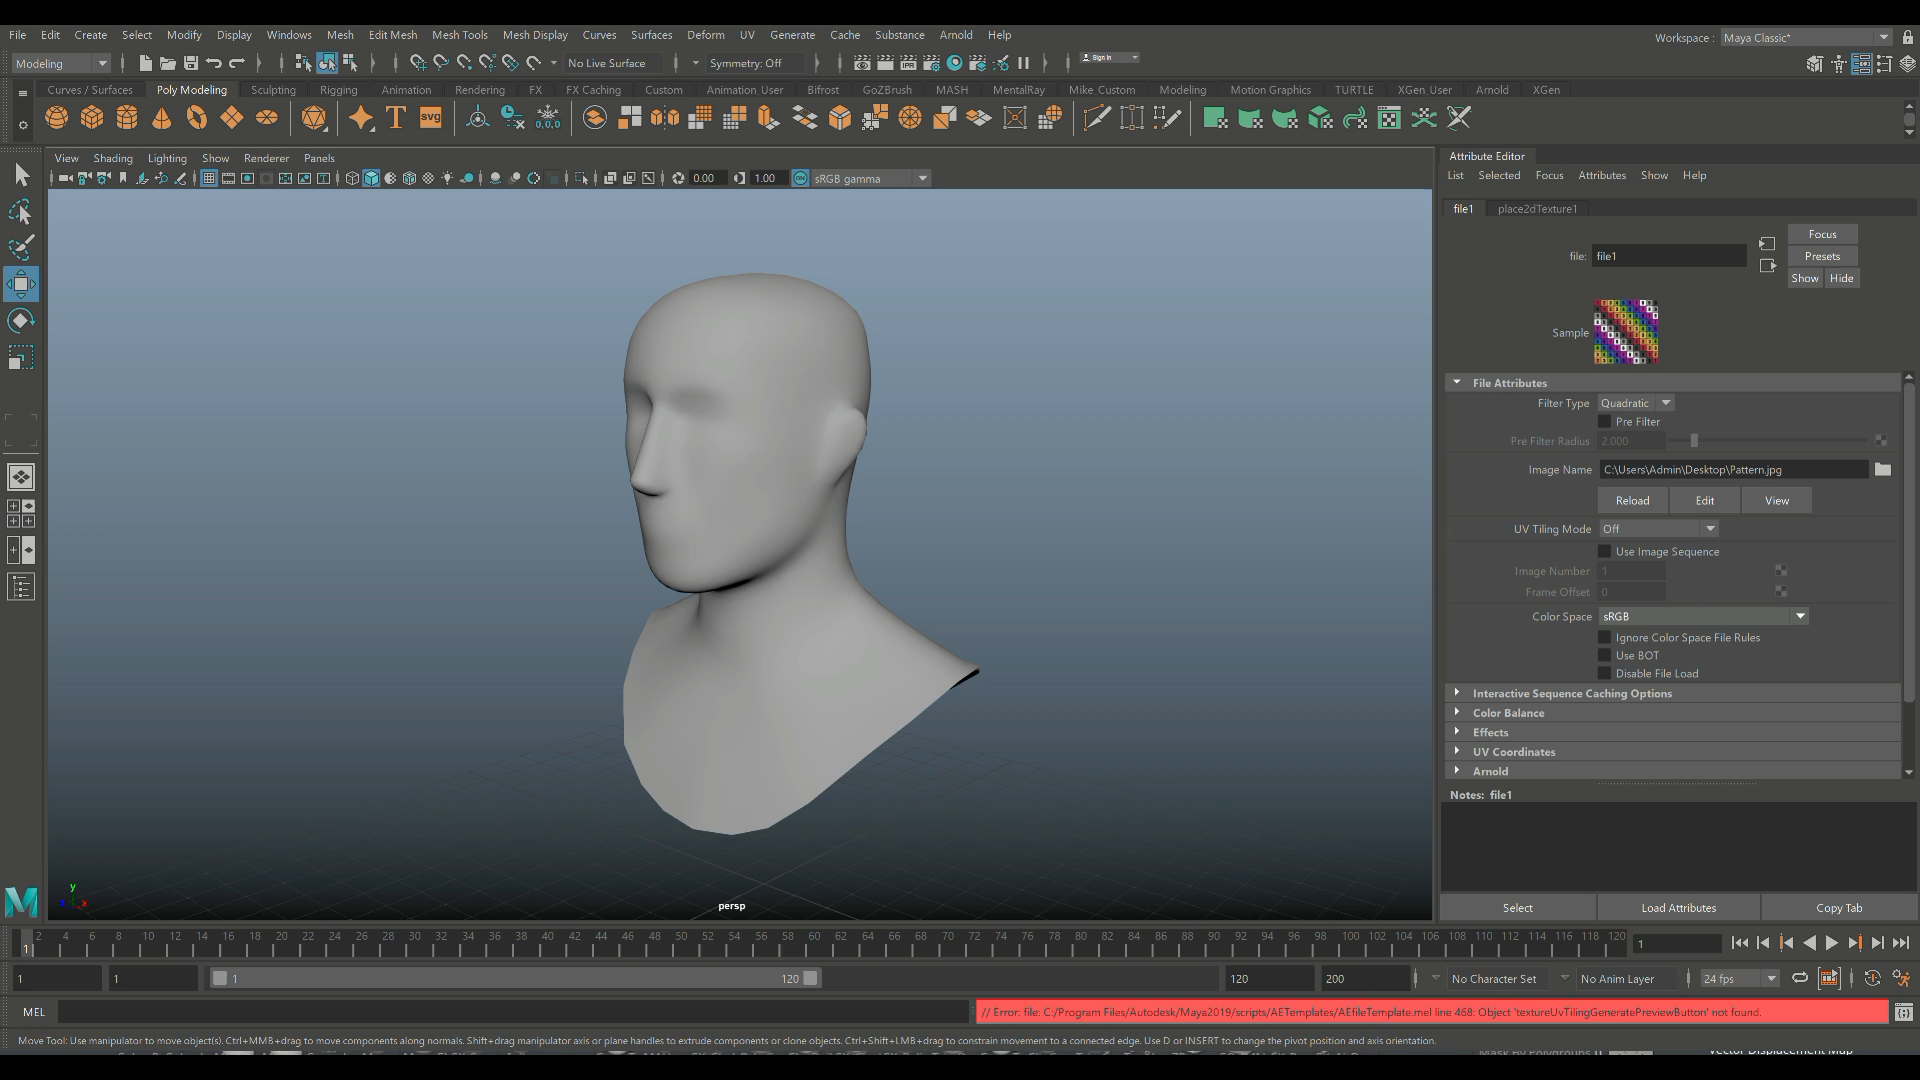 File Edit Create Select Modify Display Windows Mesh Edit Mesh Mesh Tools Mesh Display Curves Surfaces Deform UV Generate Cache Substance Arnold Help
Workspace : Maya Classic*
Modeling No Live Surface Symmetry: Off Sign In
Curves / Surfaces Poly Modeling Sculpting Rigging Animation Rendering FX FX Caching Custom Animation_User Bifrost GoZBrush MASH MentalRay Mike_Custom Modeling Motion Graphics TURTLE XGen_User Arnold XGen
T svg 0,0,0
View Shading Lighting Show Renderer Panels
0.00 1.00 ON sRGB gamma
persp
y
Attribute Editor
List Selected Focus Attributes Show Help
file1 place2dTexture1
Focus
file: file1 Presets
Show Hide
Sample
File Attributes
Filter Type Quadratic
Pre Filter
Pre Filter Radius 2.000
Image Name C:\Users\Admin\Desktop\Pattern.jpg
Reload Edit View
UV Tiling Mode Off
Use Image Sequence
Image Number 1
Frame Offset 0
Color Space sRGB
Ignore Color Space File Rules
Use BOT
Disable File Load
Interactive Sequence Caching Options
Color Balance
Effects
UV Coordinates
Arnold
Notes: file1
Select Load Attributes Copy Tab
1 2 4 6 8 10 12 14 16 18 20 22 24 26 28 30 32 34 36 38 40 42 44 46 48 50 52 54 56 58 60 62 64 66 68 70 72 74 76 78 80 82 84 86 88 90 92 94 96 98 100 102 104 106 108 110 112 114 116 118 120 1
1 1 1 120 120 200 No Character Set No Anim Layer 24 fps
MEL // Error: file: C:/Program Files/Autodesk/Maya2019/scripts/AETemplates/AEfileTemplate.mel line 468: Object 'textureUvTilingGeneratePreviewButton' not found.
Move Tool: Use manipulator to move object(s). Ctrl+MMB+drag to move components along normals. Shift+drag manipulator axis or plane handles to extrude components or clone objects. Ctrl+Shift+LMB+drag to constrain movement to a connected edge. Use D or INSERT to change the pivot position and axis orientation.
Vector Displacement Map